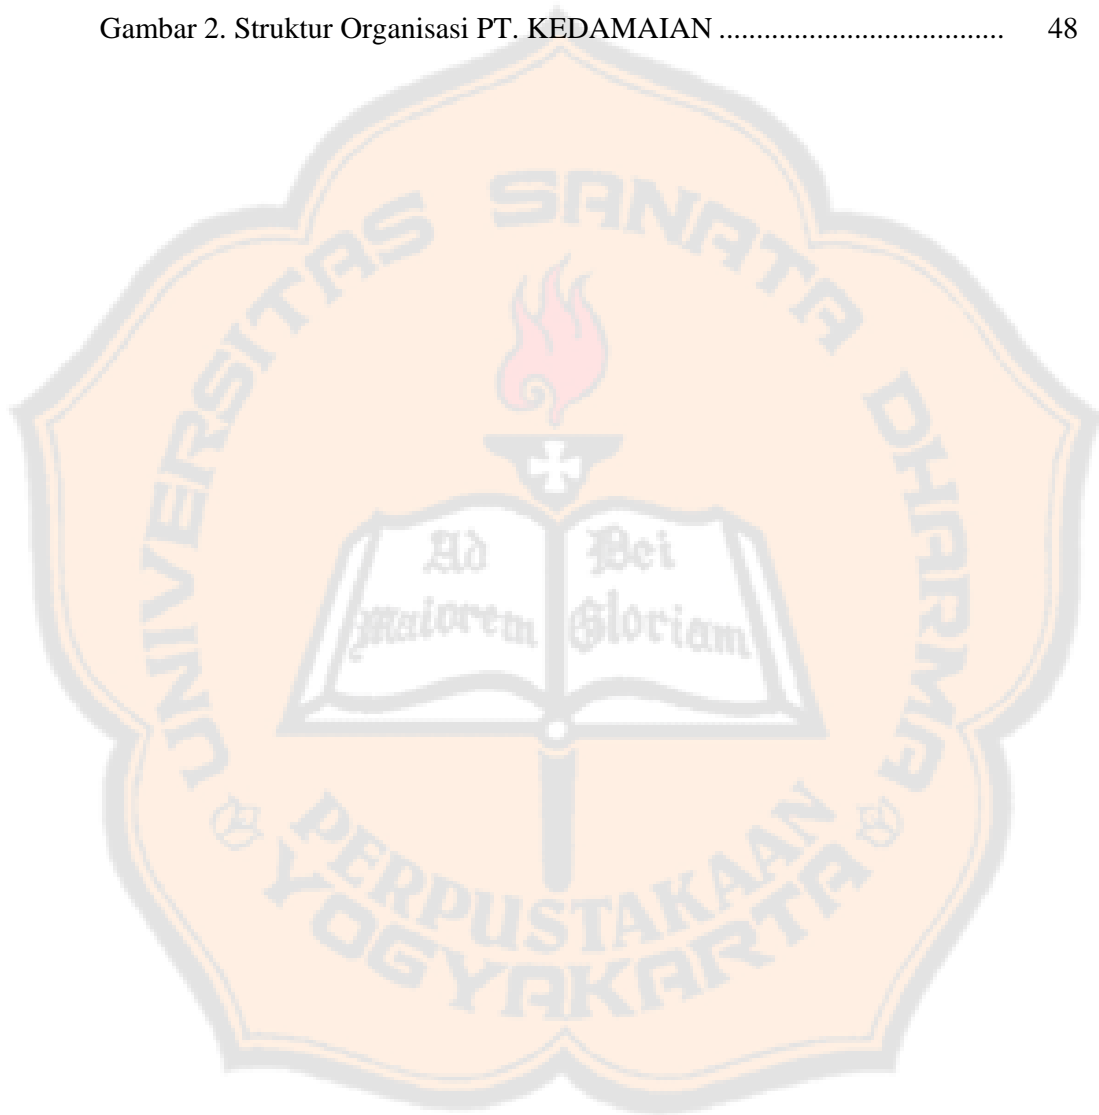 Gambar 2. Struktur Organisasi PT. KEDAMAIAN ...................................... 48
UNIVERSITAS SANATA DHARMA
Ad
Maiorem
Dei
Gloriam
PERPUSTAKAAN
YOGYAKARTA